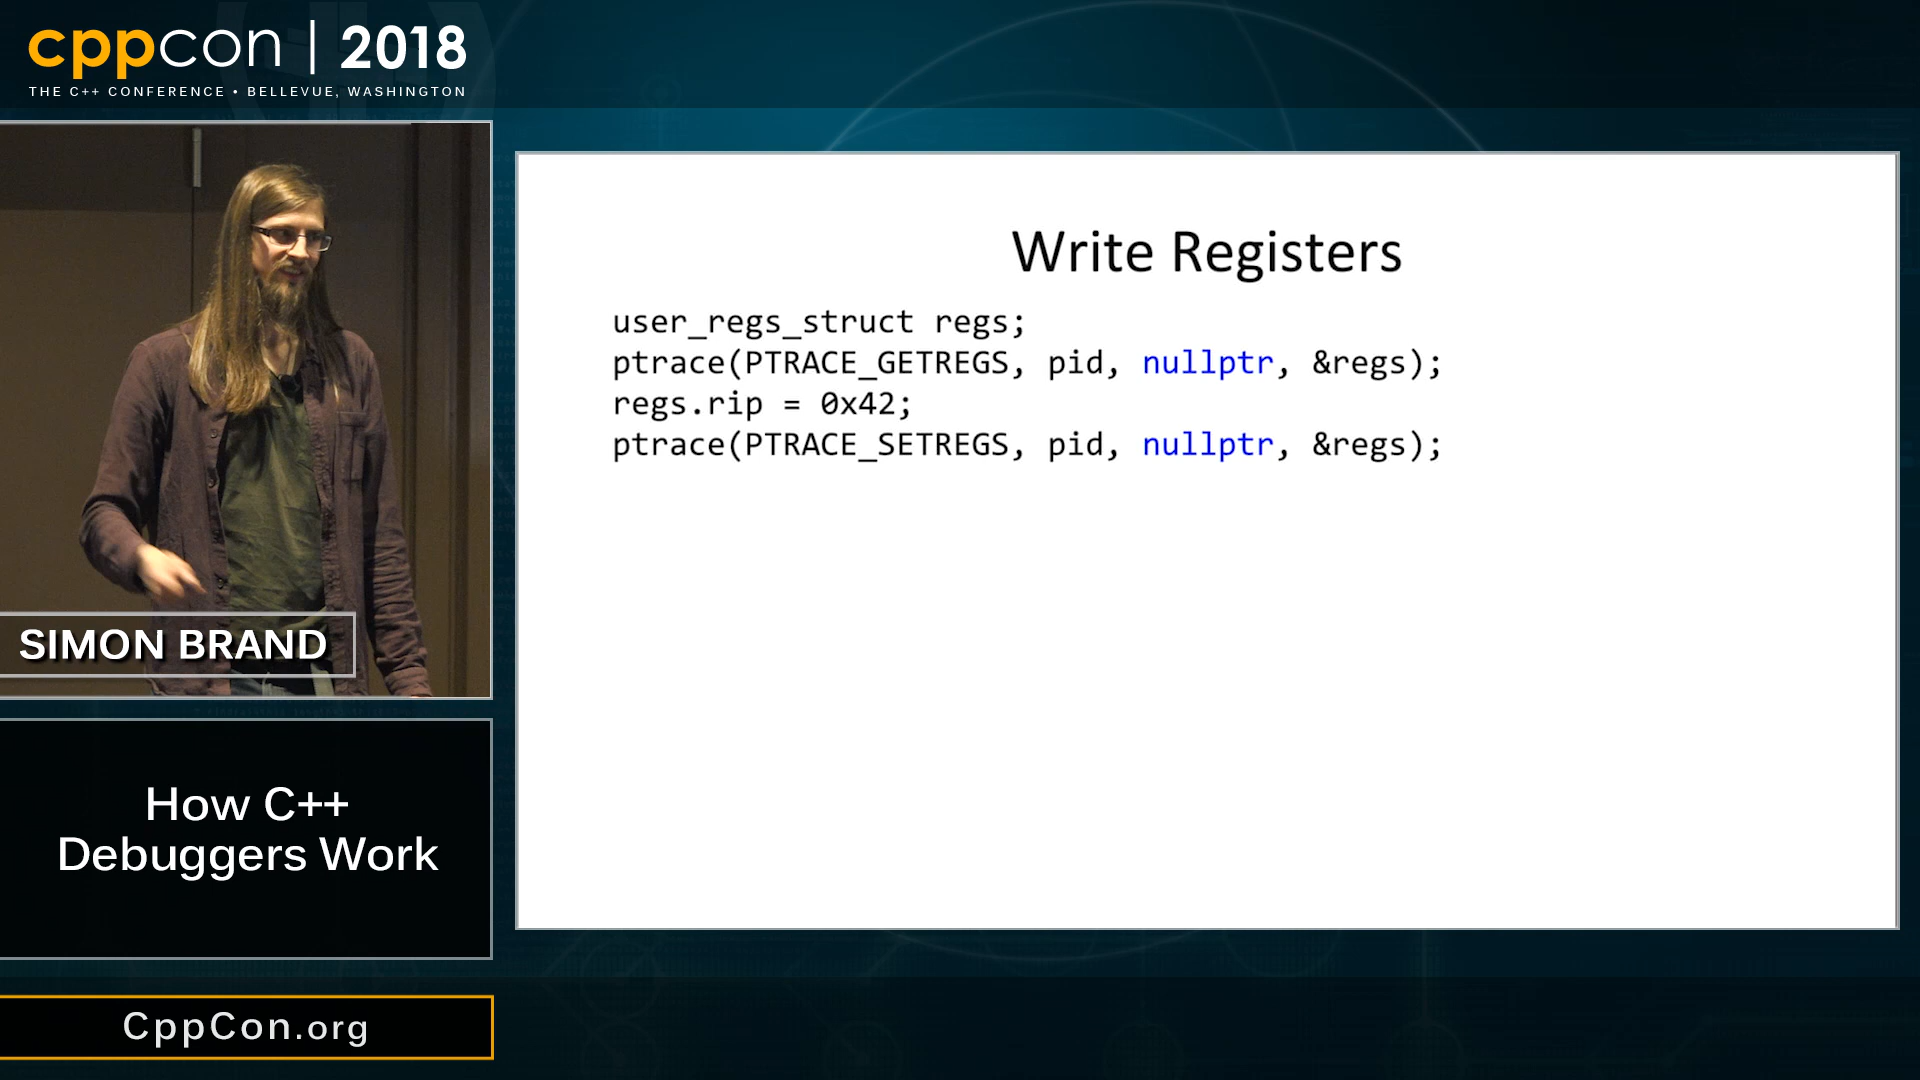 cppcon | 2018
THE C++ CONFERENCE • BELLEVUE, WASHINGTON
SIMON BRAND
How C++
Debuggers Work
CppCon.org
Write Registers
user_regs_struct regs;
ptrace(PTRACE_GETREGS, pid, nullptr, &regs);
regs.rip = 0x42;
ptrace(PTRACE_SETREGS, pid, nullptr, &regs);